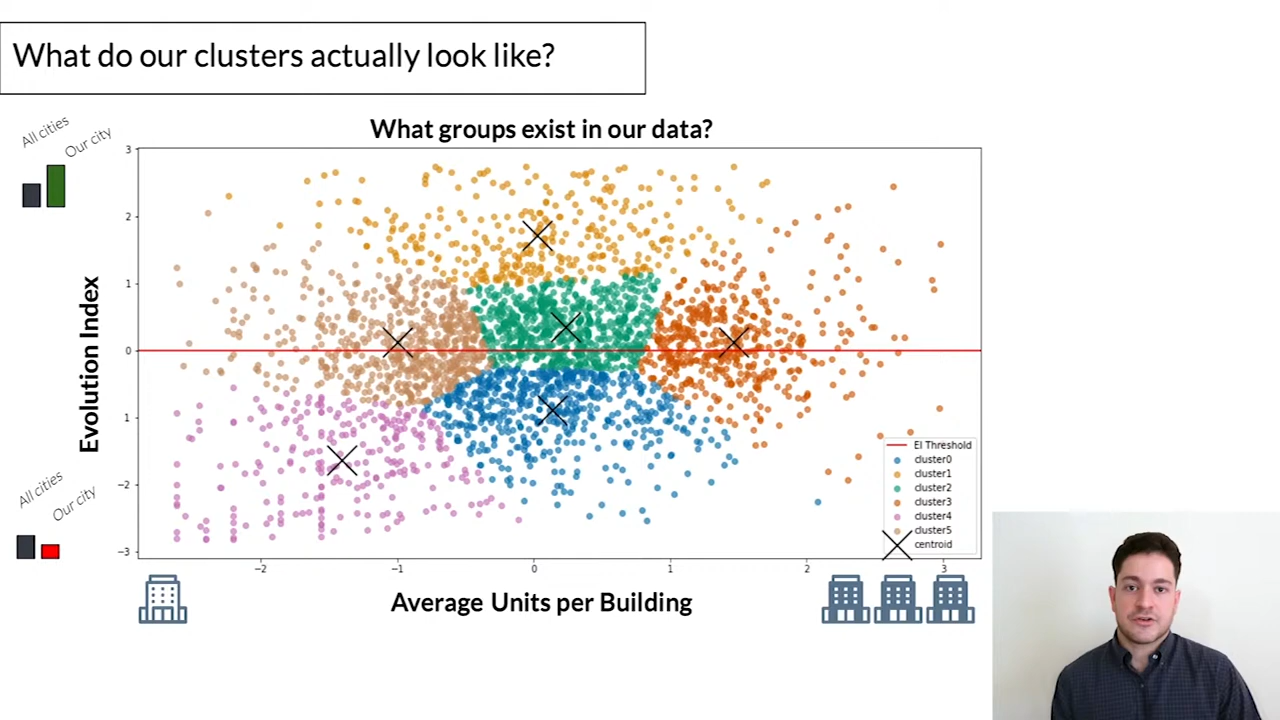 What do our clusters actually look like?
All cities
Our city
What groups exist in our data?
3
2
1
0
1
−2
−3
Evolution Index
All cities
Our city
EI Threshold
cluster0
cluster1
cluster2
cluster3
cluster4
cluster5
centroid
−2
−1
0
1
2
3
Average Units per Building